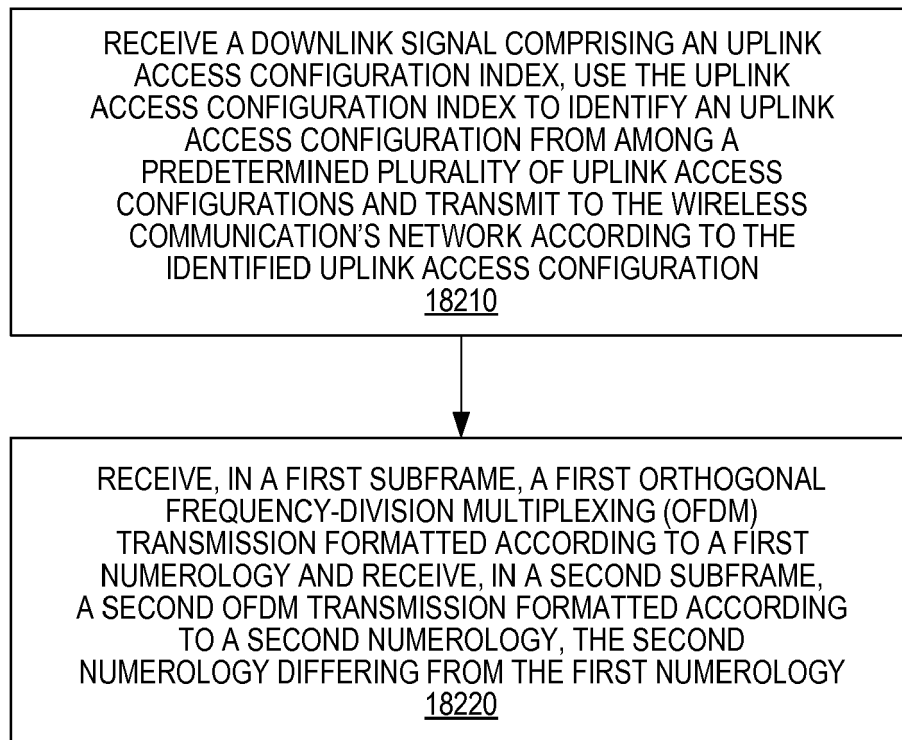 RECEIVE A DOWNLINK SIGNAL COMPRISING AN UPLINK
ACCESS CONFIGURATION INDEX, USE THE UPLINK
ACCESS CONFIGURATION INDEX TO IDENTIFY AN UPLINK
ACCESS CONFIGURATION FROM AMONG A
PREDETERMINED PLURALITY OF UPLINK ACCESS
CONFIGURATIONS AND TRANSMIT TO THE WIRELESS
COMMUNICATION'S NETWORK ACCORDING TO THE
IDENTIFIED UPLINK ACCESS CONFIGURATION
18210
RECEIVE, IN A FIRST SUBFRAME, A FIRST ORTHOGONAL
FREQUENCY-DIVISION MULTIPLEXING (OFDM)
TRANSMISSION FORMATTED ACCORDING TO A FIRST
NUMEROLOGY AND RECEIVE, IN A SECOND SUBFRAME,
A SECOND OFDM TRANSMISSION FORMATTED ACCORDING
TO A SECOND NUMEROLOGY, THE SECOND
NUMEROLOGY DIFFERING FROM THE FIRST NUMEROLOGY
18220